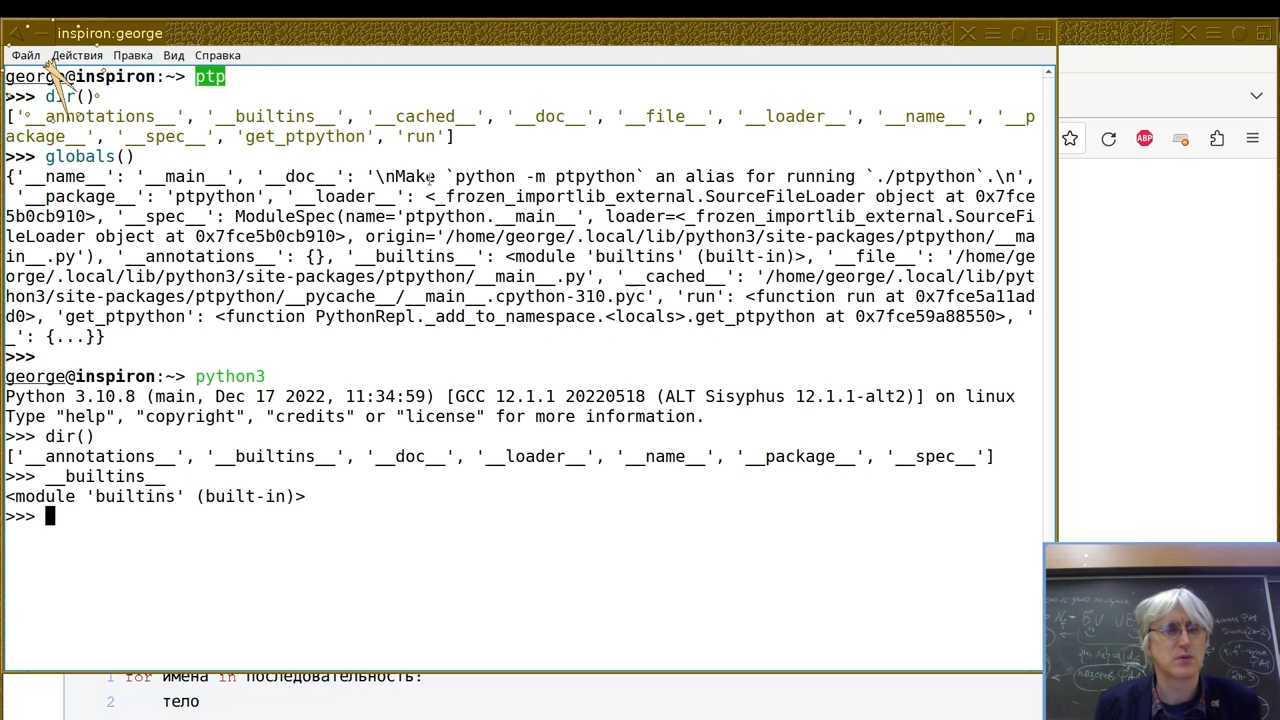 inspiron:george
Файл Действия Правка Вид Справка
george@inspiron:~> ptp
>>> dir()
['__annotations__', '__builtins__', '__cached__', '__doc__', '__file__', '__loader__', '__name__', '__p
ackage__', '__spec__', 'get_ptpython', 'run']
>>> globals()
{'__name__': '__main__', '__doc__': '\nMake `python -m ptpython` an alias for running `./ptpython`.\n',
 '__package__': 'ptpython', '__loader__': <_frozen_importlib_external.SourceFileLoader object at 0x7fce
5b0cb910>, '__spec__': ModuleSpec(name='ptpython.__main__', loader=<_frozen_importlib_external.SourceFi
leLoader object at 0x7fce5b0cb910>, origin='/home/george/.local/lib/python3/site-packages/ptpython/__ma
in__.py'), '__annotations__': {}, '__builtins__': <module 'builtins' (built-in)>, '__file__': '/home/ge
orge/.local/lib/python3/site-packages/ptpython/__main__.py', '__cached__': '/home/george/.local/lib/pyt
hon3/site-packages/ptpython/__pycache__/__main__.cpython-310.pyc', 'run': <function run at 0x7fce5a11ad
d0>, 'get_ptpython': <function PythonRepl._add_to_namespace.<locals>.get_ptpython at 0x7fce59a88550>, '
_': {...}}
>>>
george@inspiron:~> python3
Python 3.10.8 (main, Dec 17 2022, 11:34:59) [GCC 12.1.1 20220518 (ALT Sisyphus 12.1.1-alt2)] on linux
Type "help", "copyright", "credits" or "license" for more information.
>>> dir()
['__annotations__', '__builtins__', '__doc__', '__loader__', '__name__', '__package__', '__spec__']
>>> __builtins__
<module 'builtins' (built-in)>
>>>
1 for имена in последовательность:
2 тело
ABP